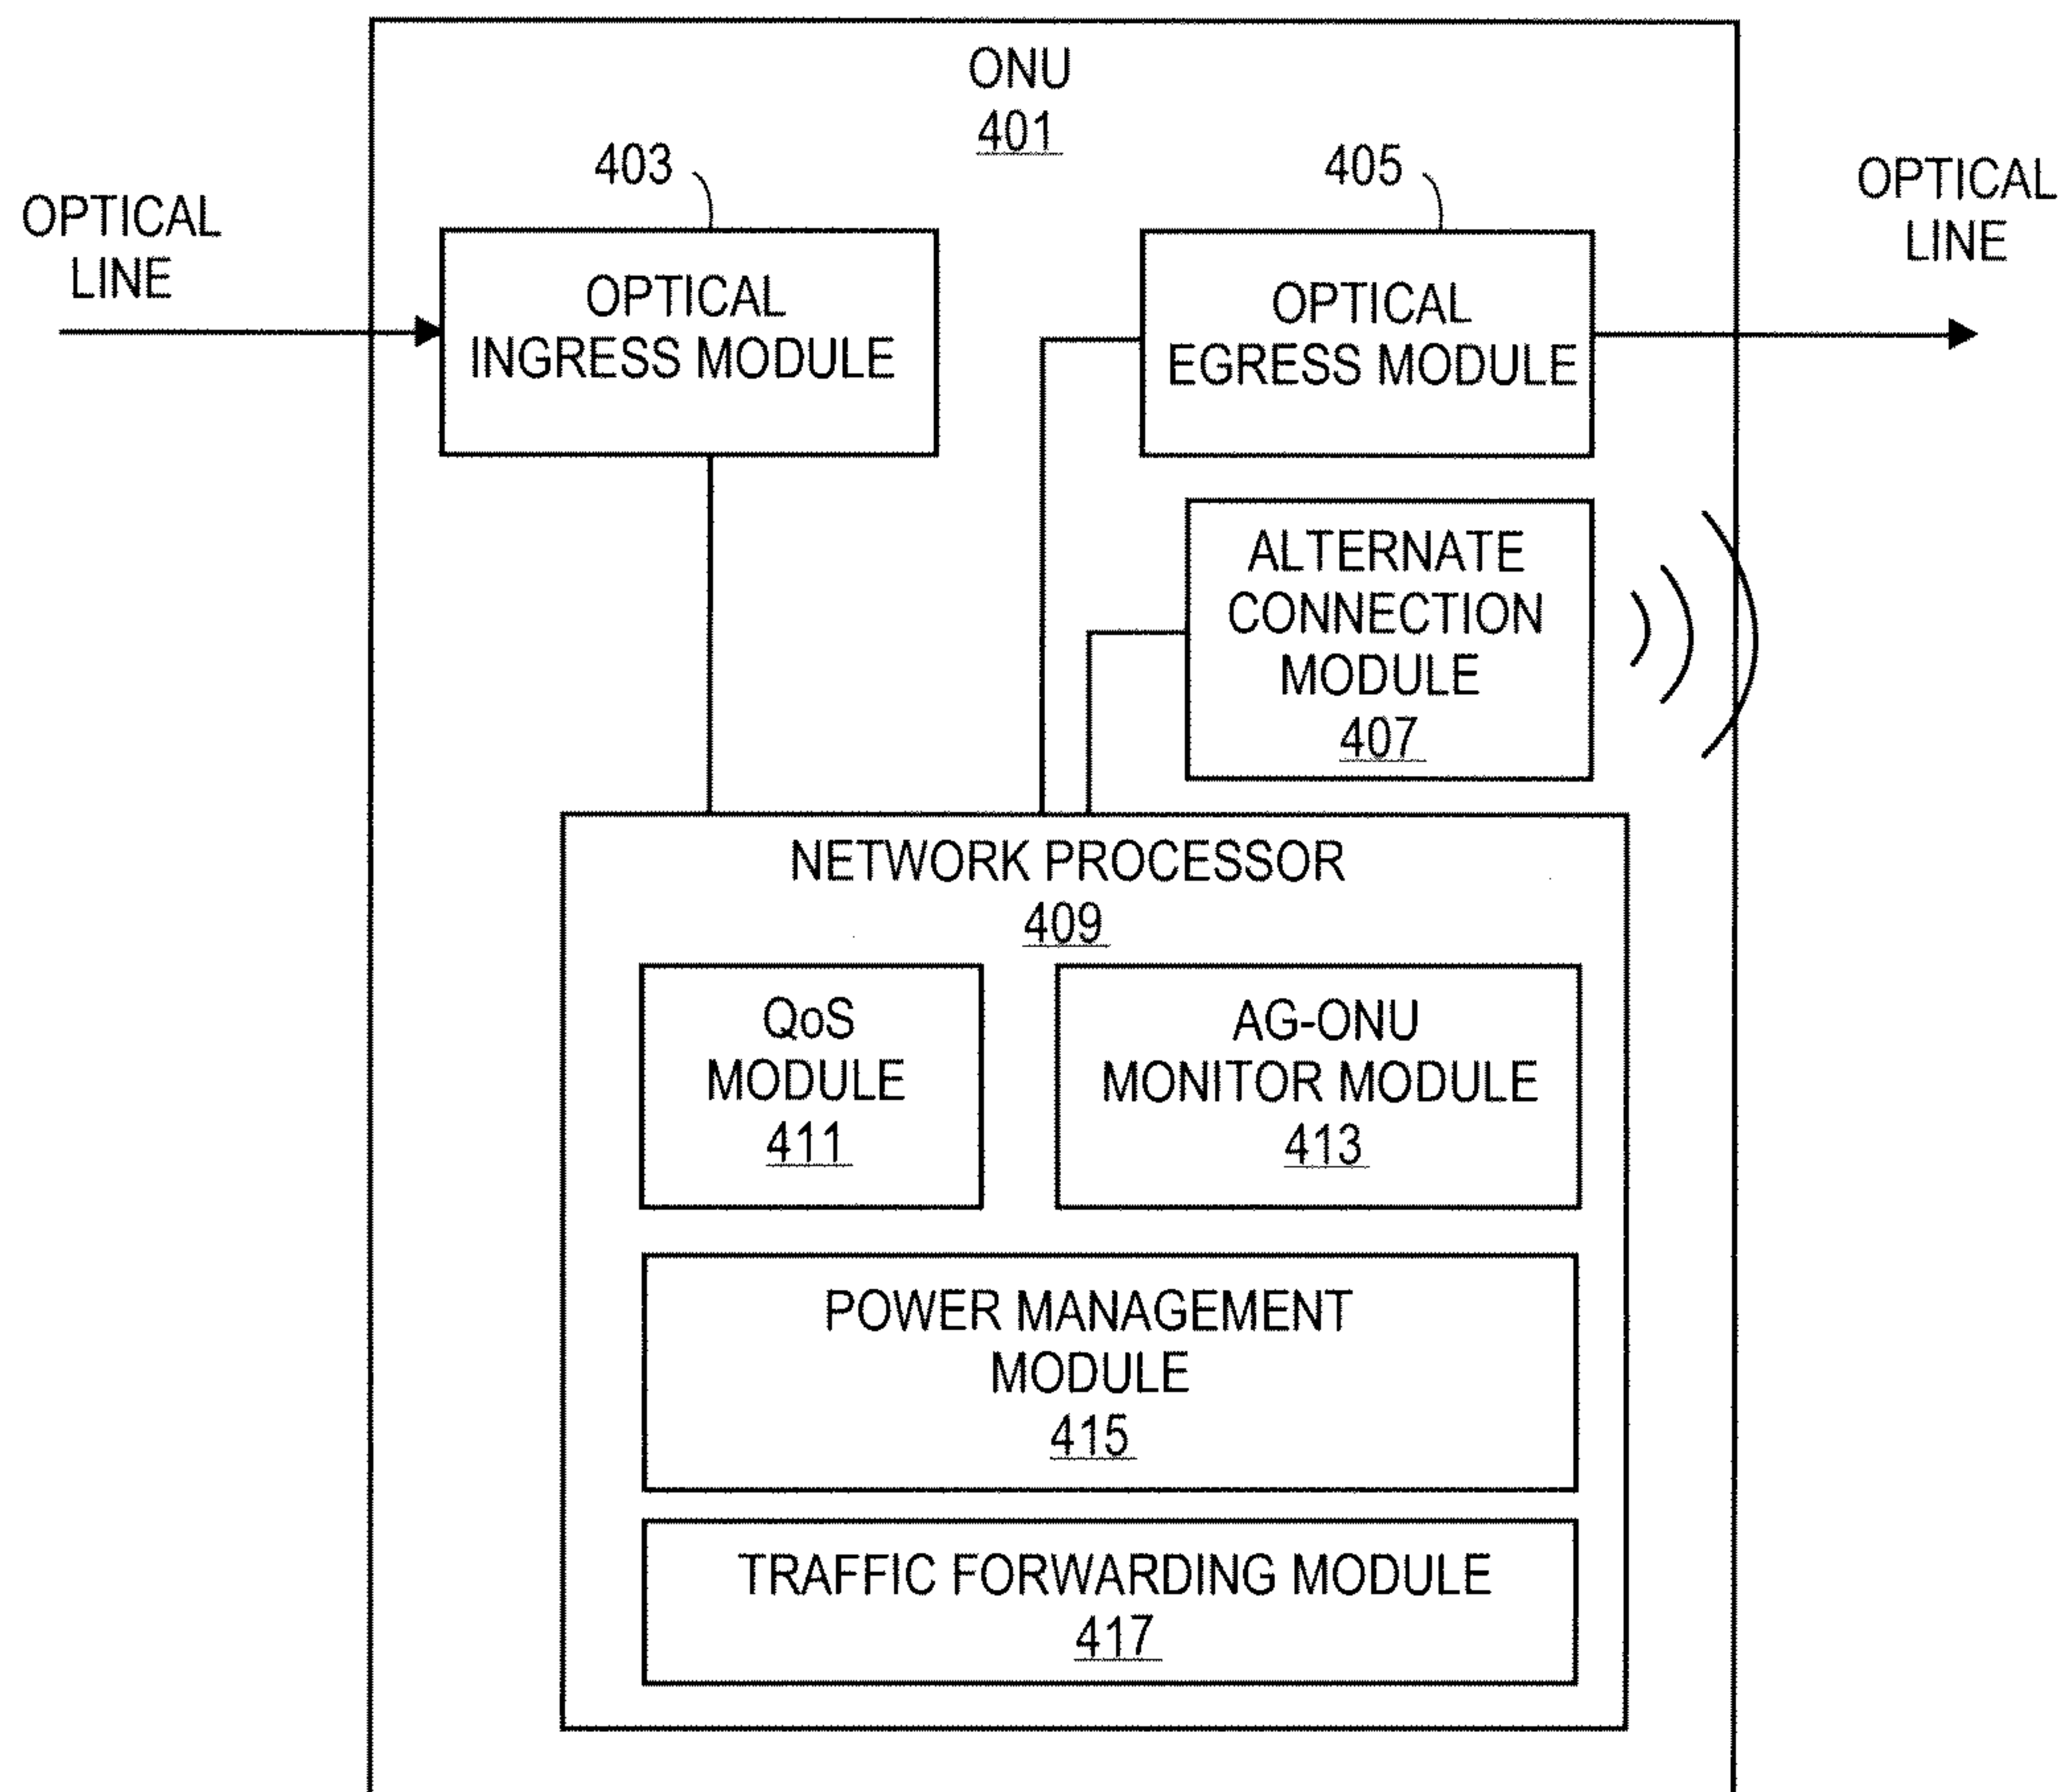 ONU
401
403
405
OPTICAL
LINE
OPTICAL
LINE
OPTICAL
INGRESS MODULE
OPTICAL
EGRESS MODULE
ALTERNATE
CONNECTION
MODULE
407
NETWORK PROCESSOR
409
QoS
MODULE
411
AG-ONU
MONITOR MODULE
413
POWER MANAGEMENT
MODULE
415
TRAFFIC FORWARDING MODULE
417